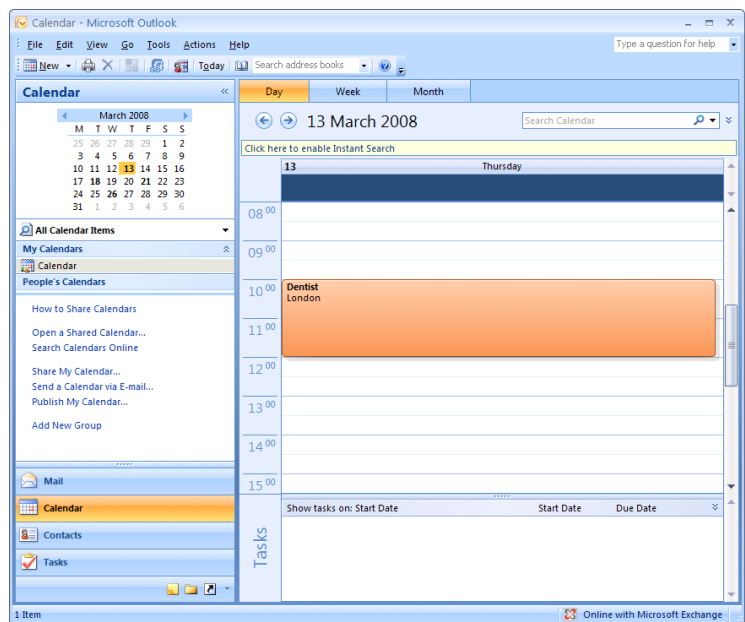 Calendar - Microsoft Outlook
File Edit View Go Tools Actions Help
Type a question for help
New Today Search address books
Calendar «
March 2008
M T W T F S S
25 26 27 28 29 1 2
3 4 5 6 7 8 9
10 11 12 13 14 15 16
17 18 19 20 21 22 23
24 25 26 27 28 29 30
31 1 2 3 4 5 6
All Calendar Items
My Calendars
Calendar
People's Calendars
How to Share Calendars
Open a Shared Calendar...
Search Calendars Online
Share My Calendar...
Send a Calendar via E-mail...
Publish My Calendar...
Add New Group
Mail
Calendar
Contacts
Tasks
Day Week Month
13 March 2008 Search Calendar
Click here to enable Instant Search
13 Thursday
08 00
09 00
10 00 Dentist
London
11 00
12 00
13 00
14 00
15 00
Tasks
Show tasks on: Start Date Start Date Due Date
1 Item Online with Microsoft Exchange